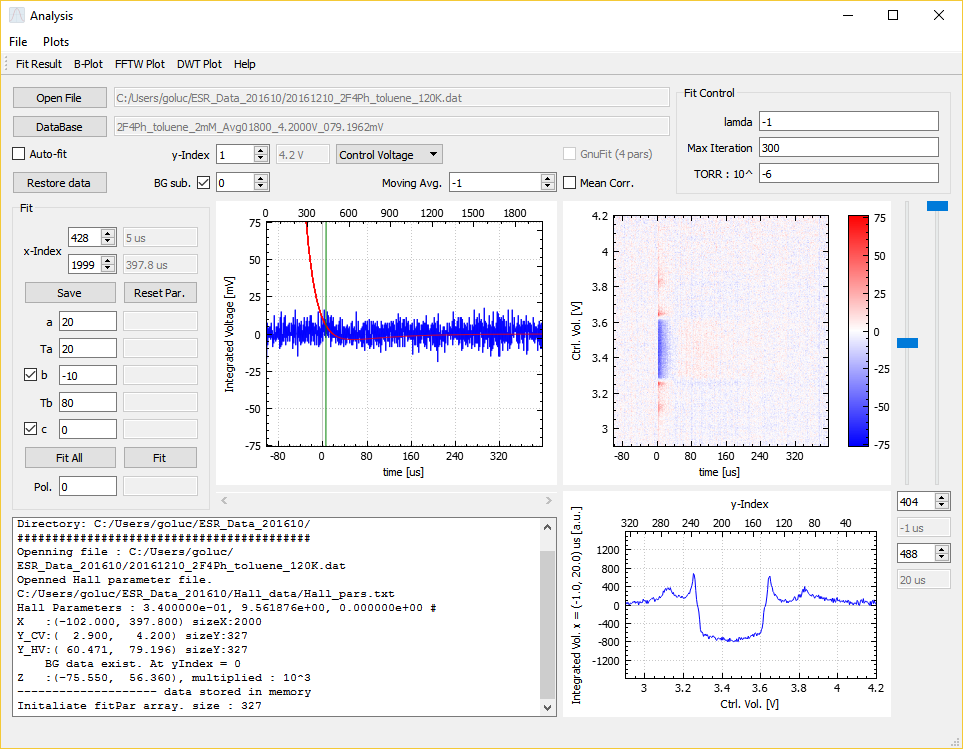 Analysis
File Plots
Fit Result B-Plot FFTW Plot DWT Plot Help
Open File C:/Users/goluc/ESR_Data_201610/20161210_2F4Ph_toluene_120K.dat
DataBase 2F4Ph_toluene_2mM_Avg01800_4.2000V_079.1962mV
Auto-fit y-Index 1 4.2 V Control Voltage GnuFit (4 pars)
Restore data BG sub. 0 Moving Avg. -1 Mean Corr.
Fit Control
lamda -1
Max Iteration 300
TORR : 10^ -6
Fit
x-Index 428 5 us
1999 397.8 us
Save Reset Par.
a 20
Ta 20
b -10
Tb 80
c 0
Fit All Fit
Pol. 0
0 300 600 900 1200 1500 1800
75
50
25
0
-25
-50
-75
Integrated Voltage [mV]
-80 0 80 160 240 320
time [us]
4.2
4
3.8
3.6
3.4
3.2
3
Ctrl. Vol. [V]
-80 0 80 160 240 320
time [us]
75
50
25
0
-25
-50
-75
404
-1 us
488
20 us
Directory: C:/Users/goluc/ESR_Data_201610/
##########################################
Openning file : C:/Users/goluc/
ESR_Data_201610/20161210_2F4Ph_toluene_120K.dat
Openned Hall parameter file.
C:/Users/goluc/ESR_Data_201610/Hall_data/Hall_pars.txt
Hall Parameters : 3.400000e-01, 9.561876e+00, 0.000000e+00 #
X :(-102.000, 397.800) sizeX:2000
Y_CV:( 2.900, 4.200) sizeY:327
Y_HV:( 60.471, 79.196) sizeY:327
BG data exist. At yIndex = 0
Z :(-75.550, 56.360), multiplied : 10^3
-------------------- data stored in memory
Initaliate fitPar array. size : 327
y-Index
320 280 240 200 160 120 80 40
1200
800
400
0
-400
-800
-1200
Integrated Vol. x = (-1.0, 20.0) us [a.u.]
3 3.2 3.4 3.6 3.8 4 4.2
Ctrl. Vol. [V]